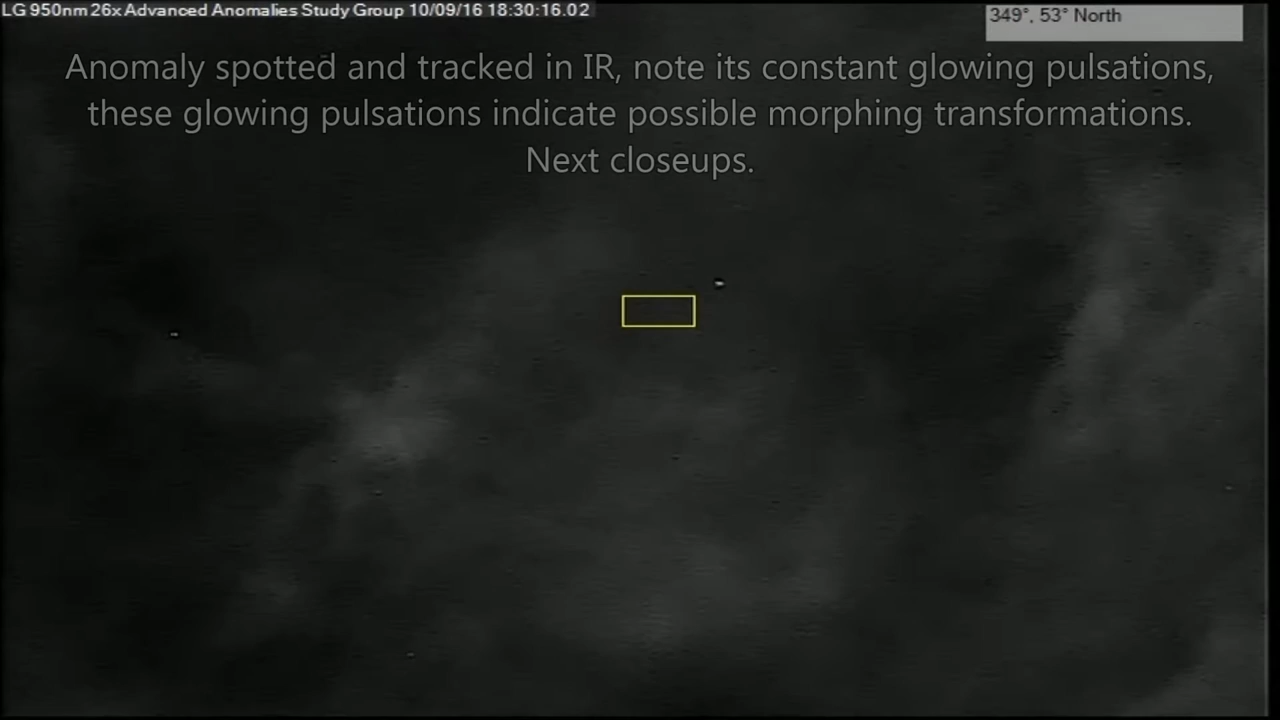 LG 950nm 26x Advanced Anomalies Study Group 10/09/16 18:30:16.02
349°, 53° North
Anomaly spotted and tracked in IR, note its constant glowing pulsations,
these glowing pulsations indicate possible morphing transformations.
Next closeups.